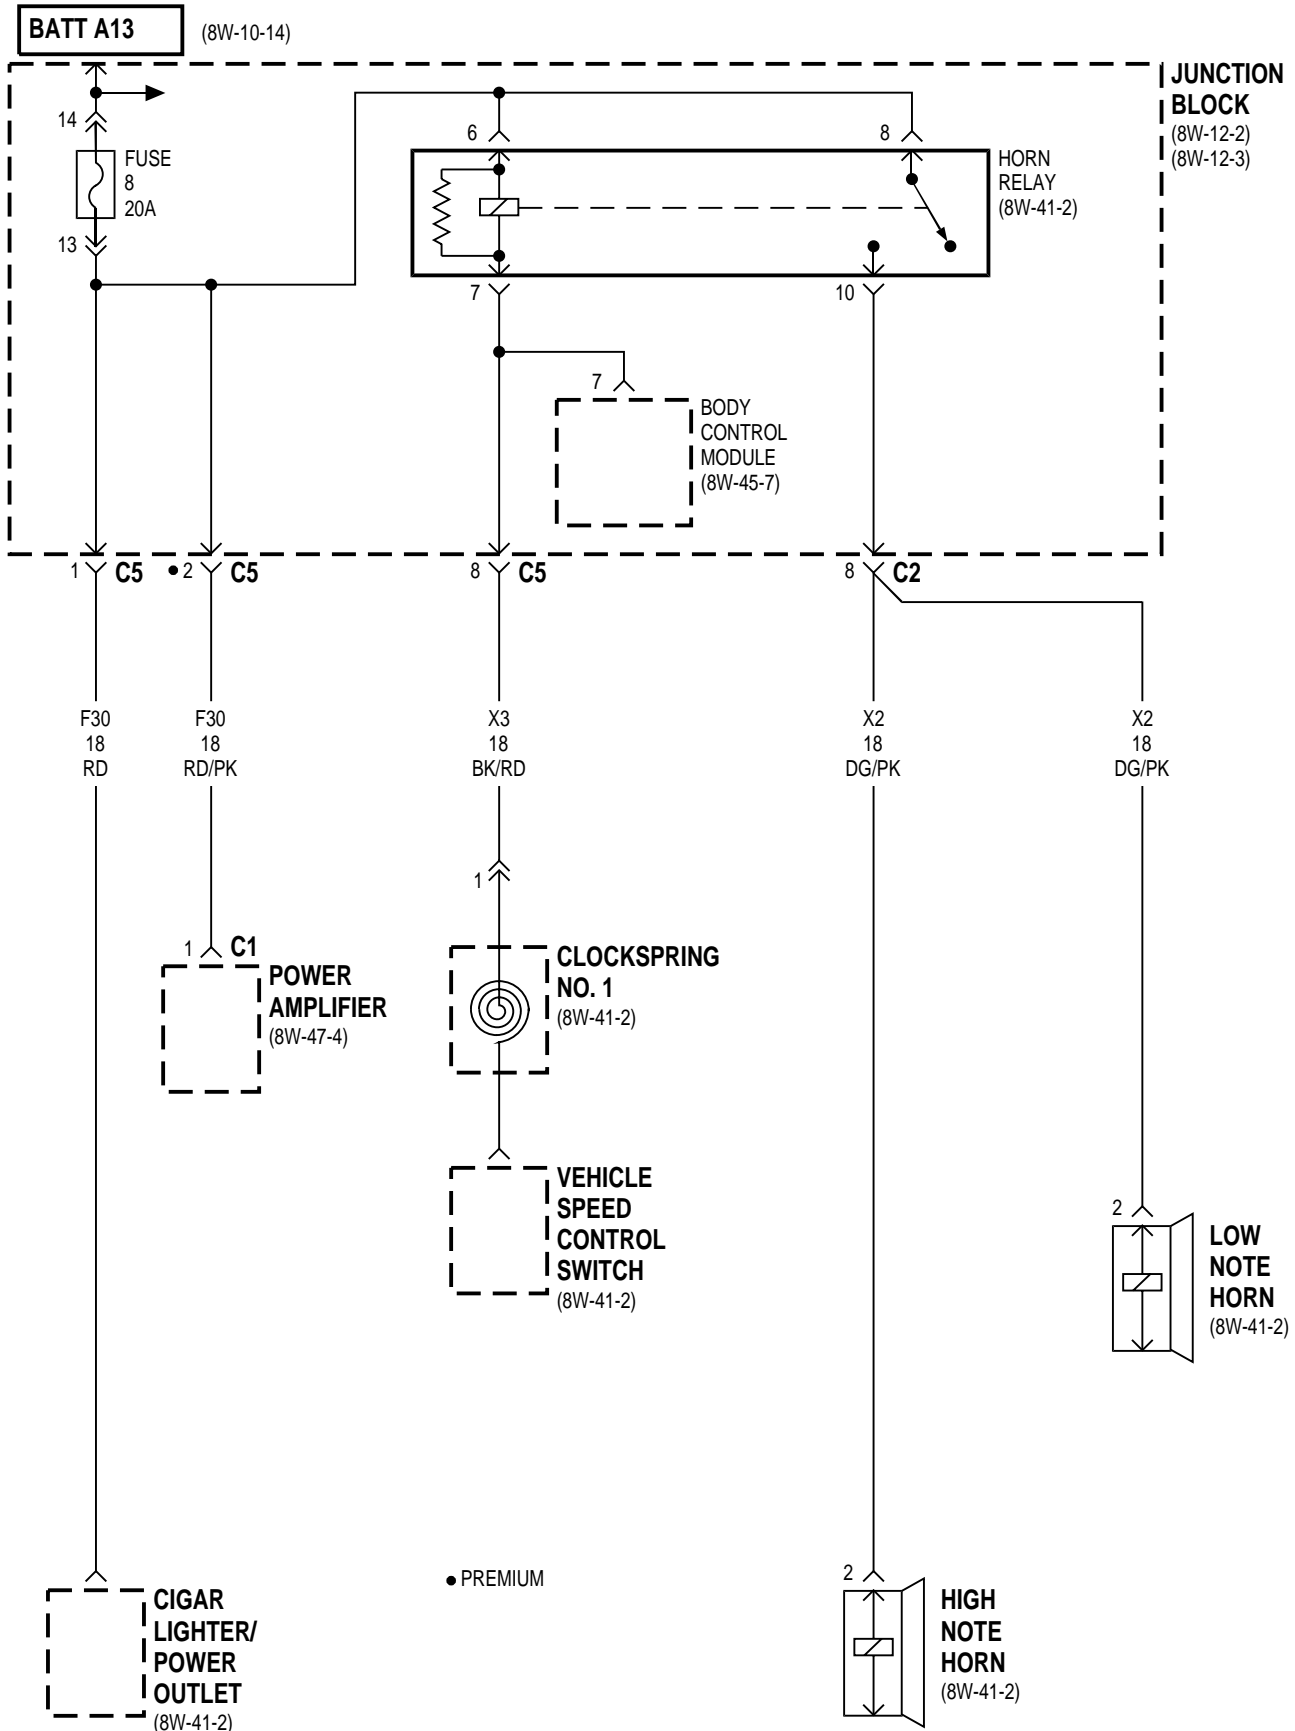 BATT A13
(8W-10-14)
JUNCTION
BLOCK
(8W-12-2)
(8W-12-3)
14
FUSE
8
20A
13
6
8
HORN
RELAY
(8W-41-2)
7
10
7
BODY
CONTROL
MODULE
(8W-45-7)
1 C5
• 2 C5
8 C5
8 C2
F30
18
RD
F30
18
RD/PK
X3
18
BK/RD
X2
18
DG/PK
X2
18
DG/PK
1
1 C1
POWER
AMPLIFIER
(8W-47-4)
CLOCKSPRING
NO. 1
(8W-41-2)
VEHICLE
SPEED
CONTROL
SWITCH
(8W-41-2)
2
LOW
NOTE
HORN
(8W-41-2)
• PREMIUM
CIGAR
LIGHTER/
POWER
OUTLET
(8W-41-2)
2
HIGH
NOTE
HORN
(8W-41-2)